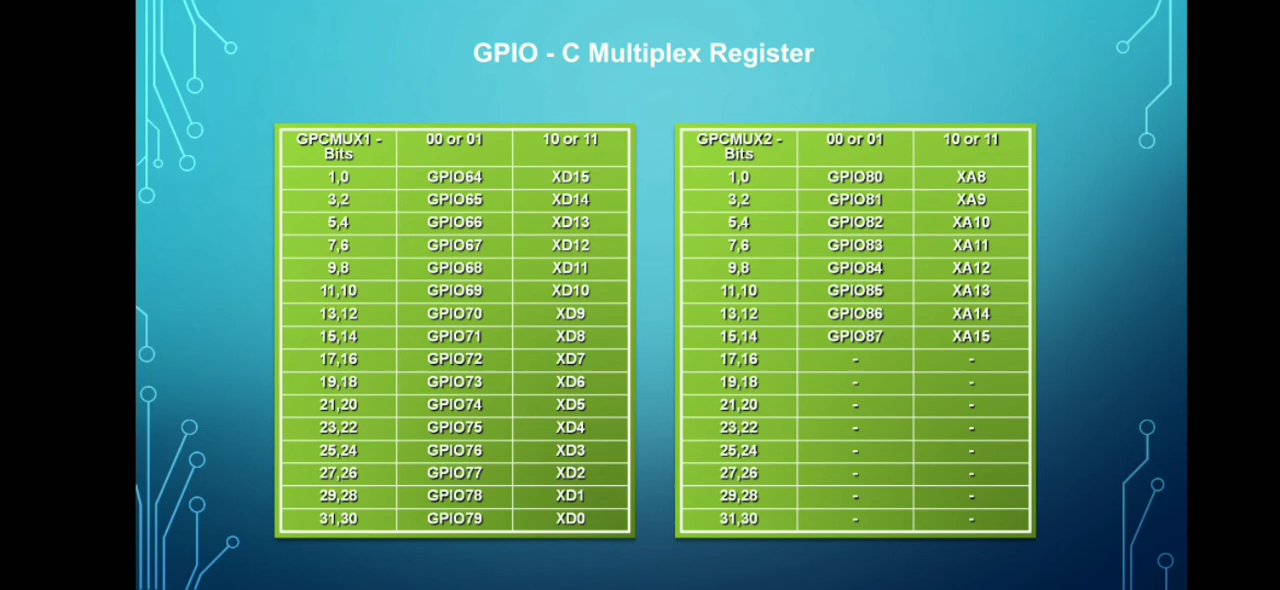 GPIO - C Multiplex Register
GPCMUX1 - Bits 00 or 01 10 or 11
1,0 GPIO64 XD15
3,2 GPIO65 XD14
5,4 GPIO66 XD13
7,6 GPIO67 XD12
9,8 GPIO68 XD11
11,10 GPIO69 XD10
13,12 GPIO70 XD9
15,14 GPIO71 XD8
17,16 GPIO72 XD7
19,18 GPIO73 XD6
21,20 GPIO74 XD5
23,22 GPIO75 XD4
25,24 GPIO76 XD3
27,26 GPIO77 XD2
29,28 GPIO78 XD1
31,30 GPIO79 XD0
GPCMUX2 - Bits 00 or 01 10 or 11
1,0 GPIO80 XA8
3,2 GPIO81 XA9
5,4 GPIO82 XA10
7,6 GPIO83 XA11
9,8 GPIO84 XA12
11,10 GPIO85 XA13
13,12 GPIO86 XA14
15,14 GPIO87 XA15
17,16 - -
19,18 - -
21,20 - -
23,22 - -
25,24 - -
27,26 - -
29,28 - -
31,30 - -